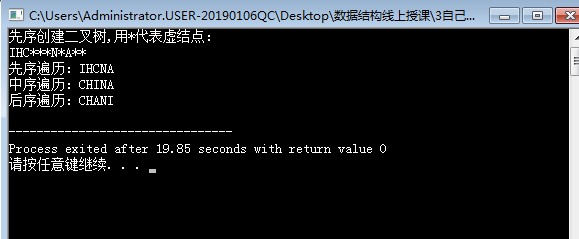 C:\Users\Administrator.USER-20190106QC\Desktop\数据结构线上授课\3自己...
先序创建二叉树,用*代表虚结点:
IHC***N*A**
先序遍历: IHCNA
中序遍历: CHINA
后序遍历: CHANI
--------------------------------
Process exited after 19.85 seconds with return value 0
请按任意键继续. . .